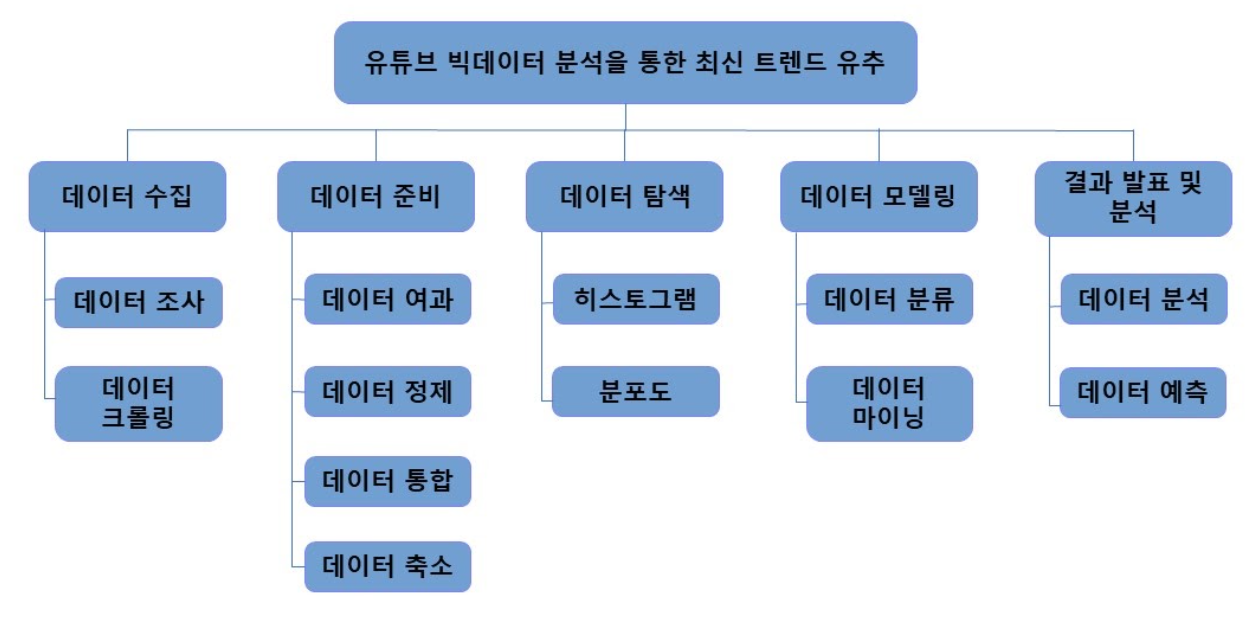 유튜브 빅데이터 분석을 통한 최신 트렌드 유추
데이터 수집
데이터 조사
데이터
크롤링
데이터 준비
데이터 여과
데이터 정제
데이터 통합
데이터 축소
데이터 탐색
히스토그램
분포도
데이터 모델링
데이터 분류
데이터
마이닝
결과 발표 및
분석
데이터 분석
데이터 예측